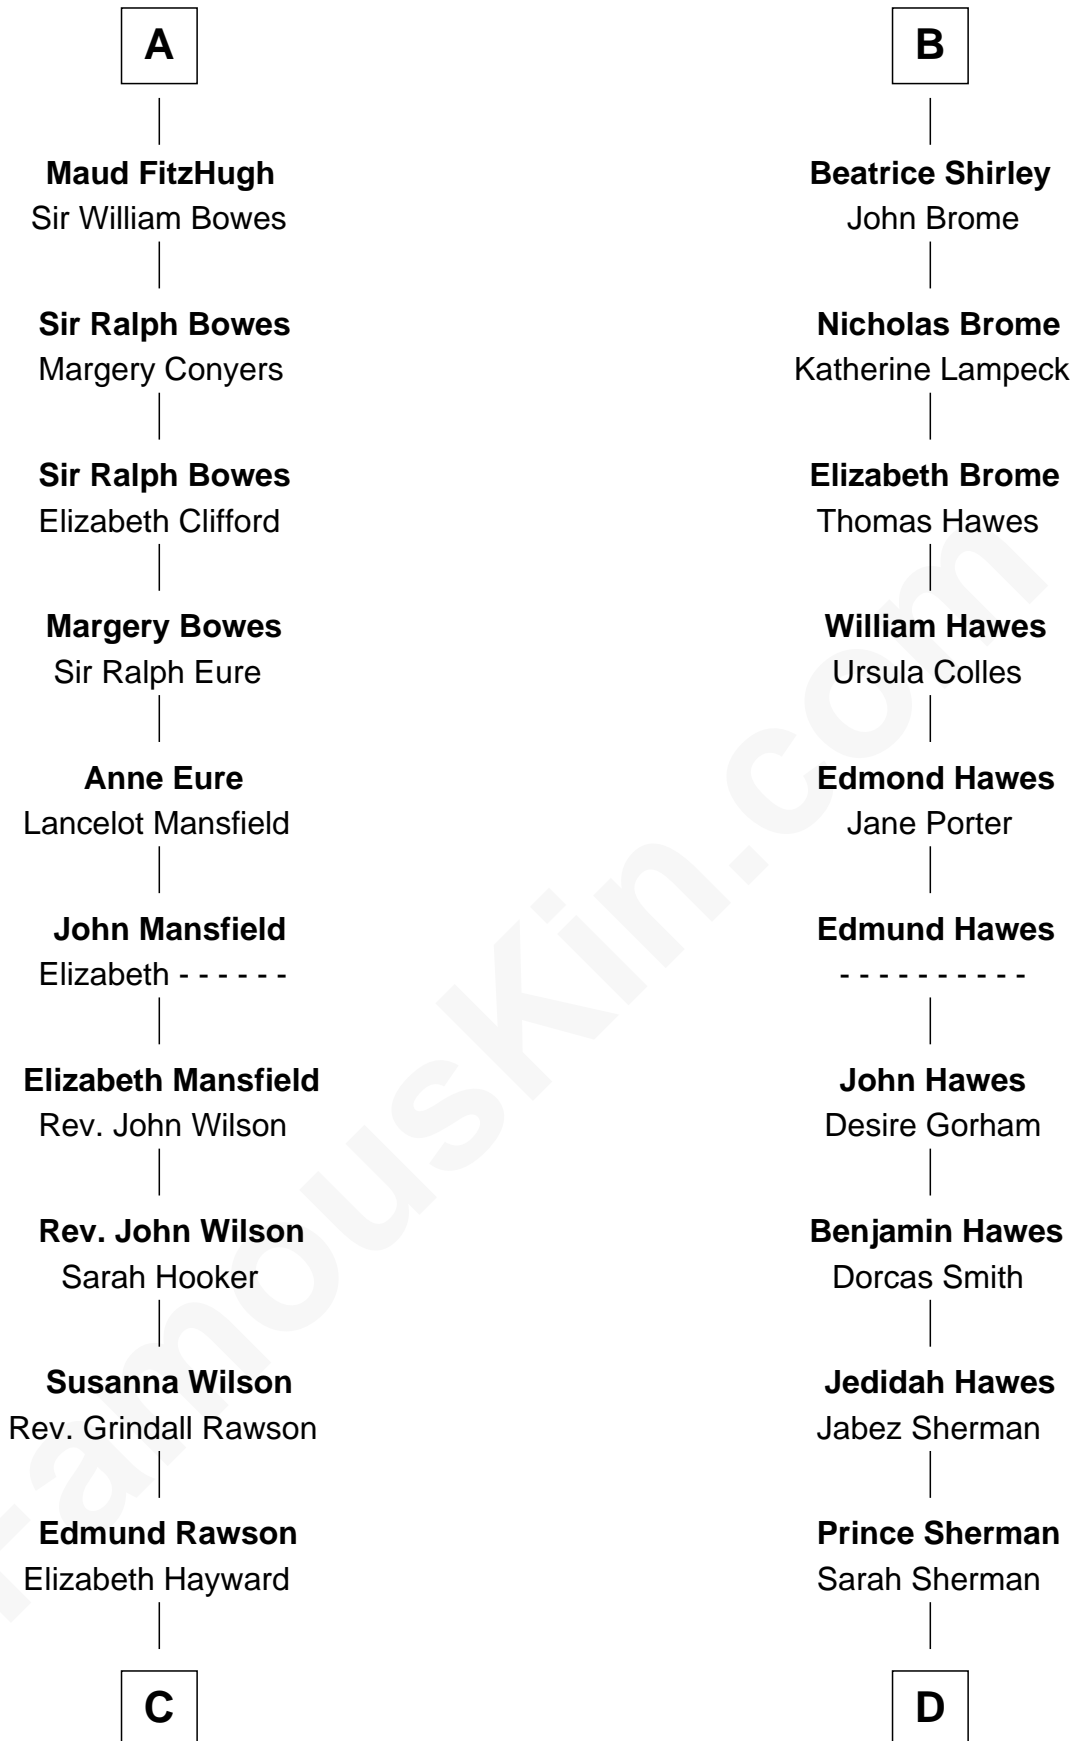 A
Maud FitzHugh
Sir William Bowes
Sir Ralph Bowes
Margery Conyers
Sir Ralph Bowes
Elizabeth Clifford
Margery Bowes
Sir Ralph Eure
Anne Eure
Lancelot Mansfield
John Mansfield
Elizabeth - - - - - -
Elizabeth Mansfield
Rev. John Wilson
Rev. John Wilson
Sarah Hooker
Susanna Wilson
Rev. Grindall Rawson
Edmund Rawson
Elizabeth Hayward
C
B
Beatrice Shirley
John Brome
Nicholas Brome
Katherine Lampeck
Elizabeth Brome
Thomas Hawes
William Hawes
Ursula Colles
Edmond Hawes
Jane Porter
Edmund Hawes
- - - - - - - - - -
John Hawes
Desire Gorham
Benjamin Hawes
Dorcas Smith
Jedidah Hawes
Jabez Sherman
Prince Sherman
Sarah Sherman
D
FamousKin.com